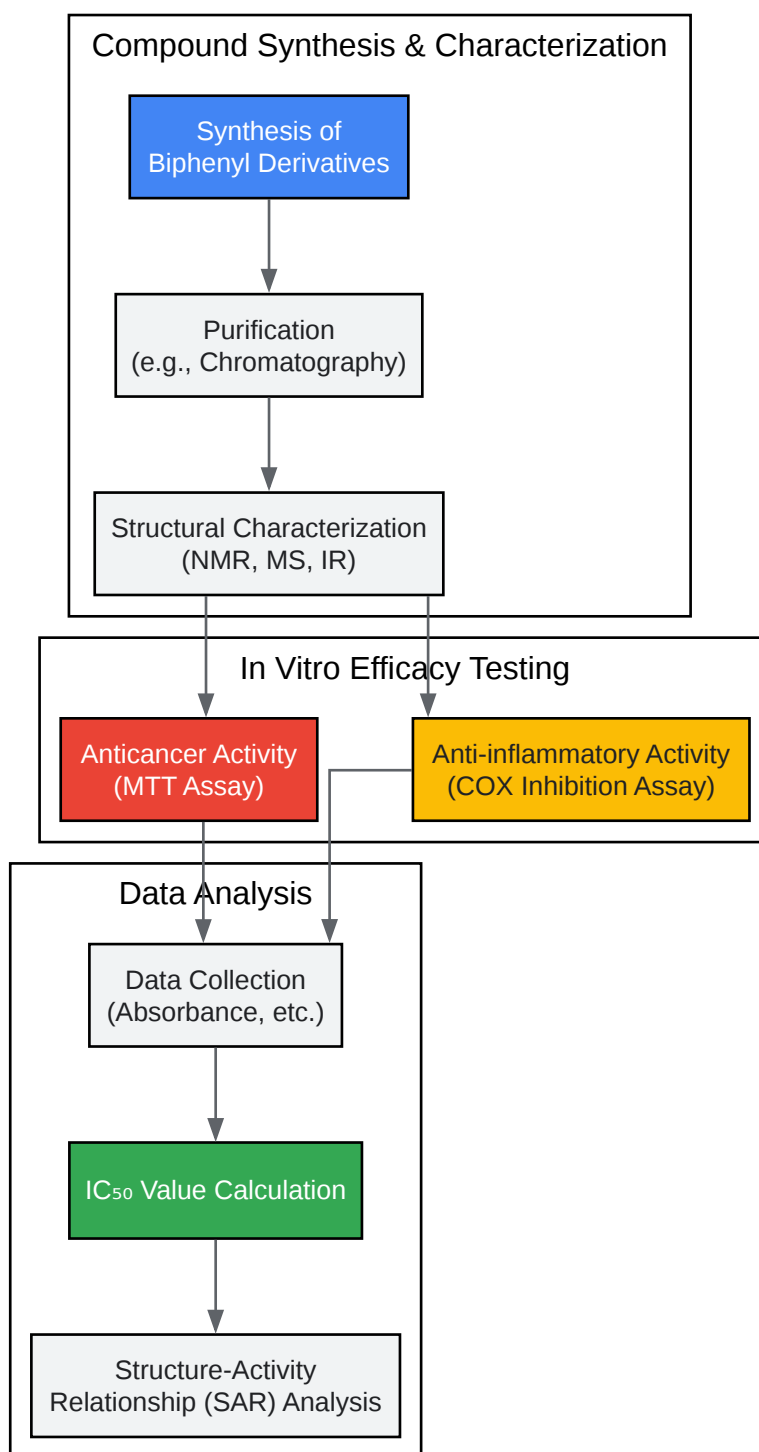 Compound Synthesis & Characterization
Synthesis of
Biphenyl Derivatives
Purification
(e.g., Chromatography)
Structural Characterization
(NMR, MS, IR)
In Vitro Efficacy Testing
Anticancer Activity
(MTT Assay)
Anti-inflammatory Activity
(COX Inhibition Assay)
Data Analysis
Data Collection
(Absorbance, etc.)
IC₅₀ Value Calculation
Structure-Activity
Relationship (SAR) Analysis